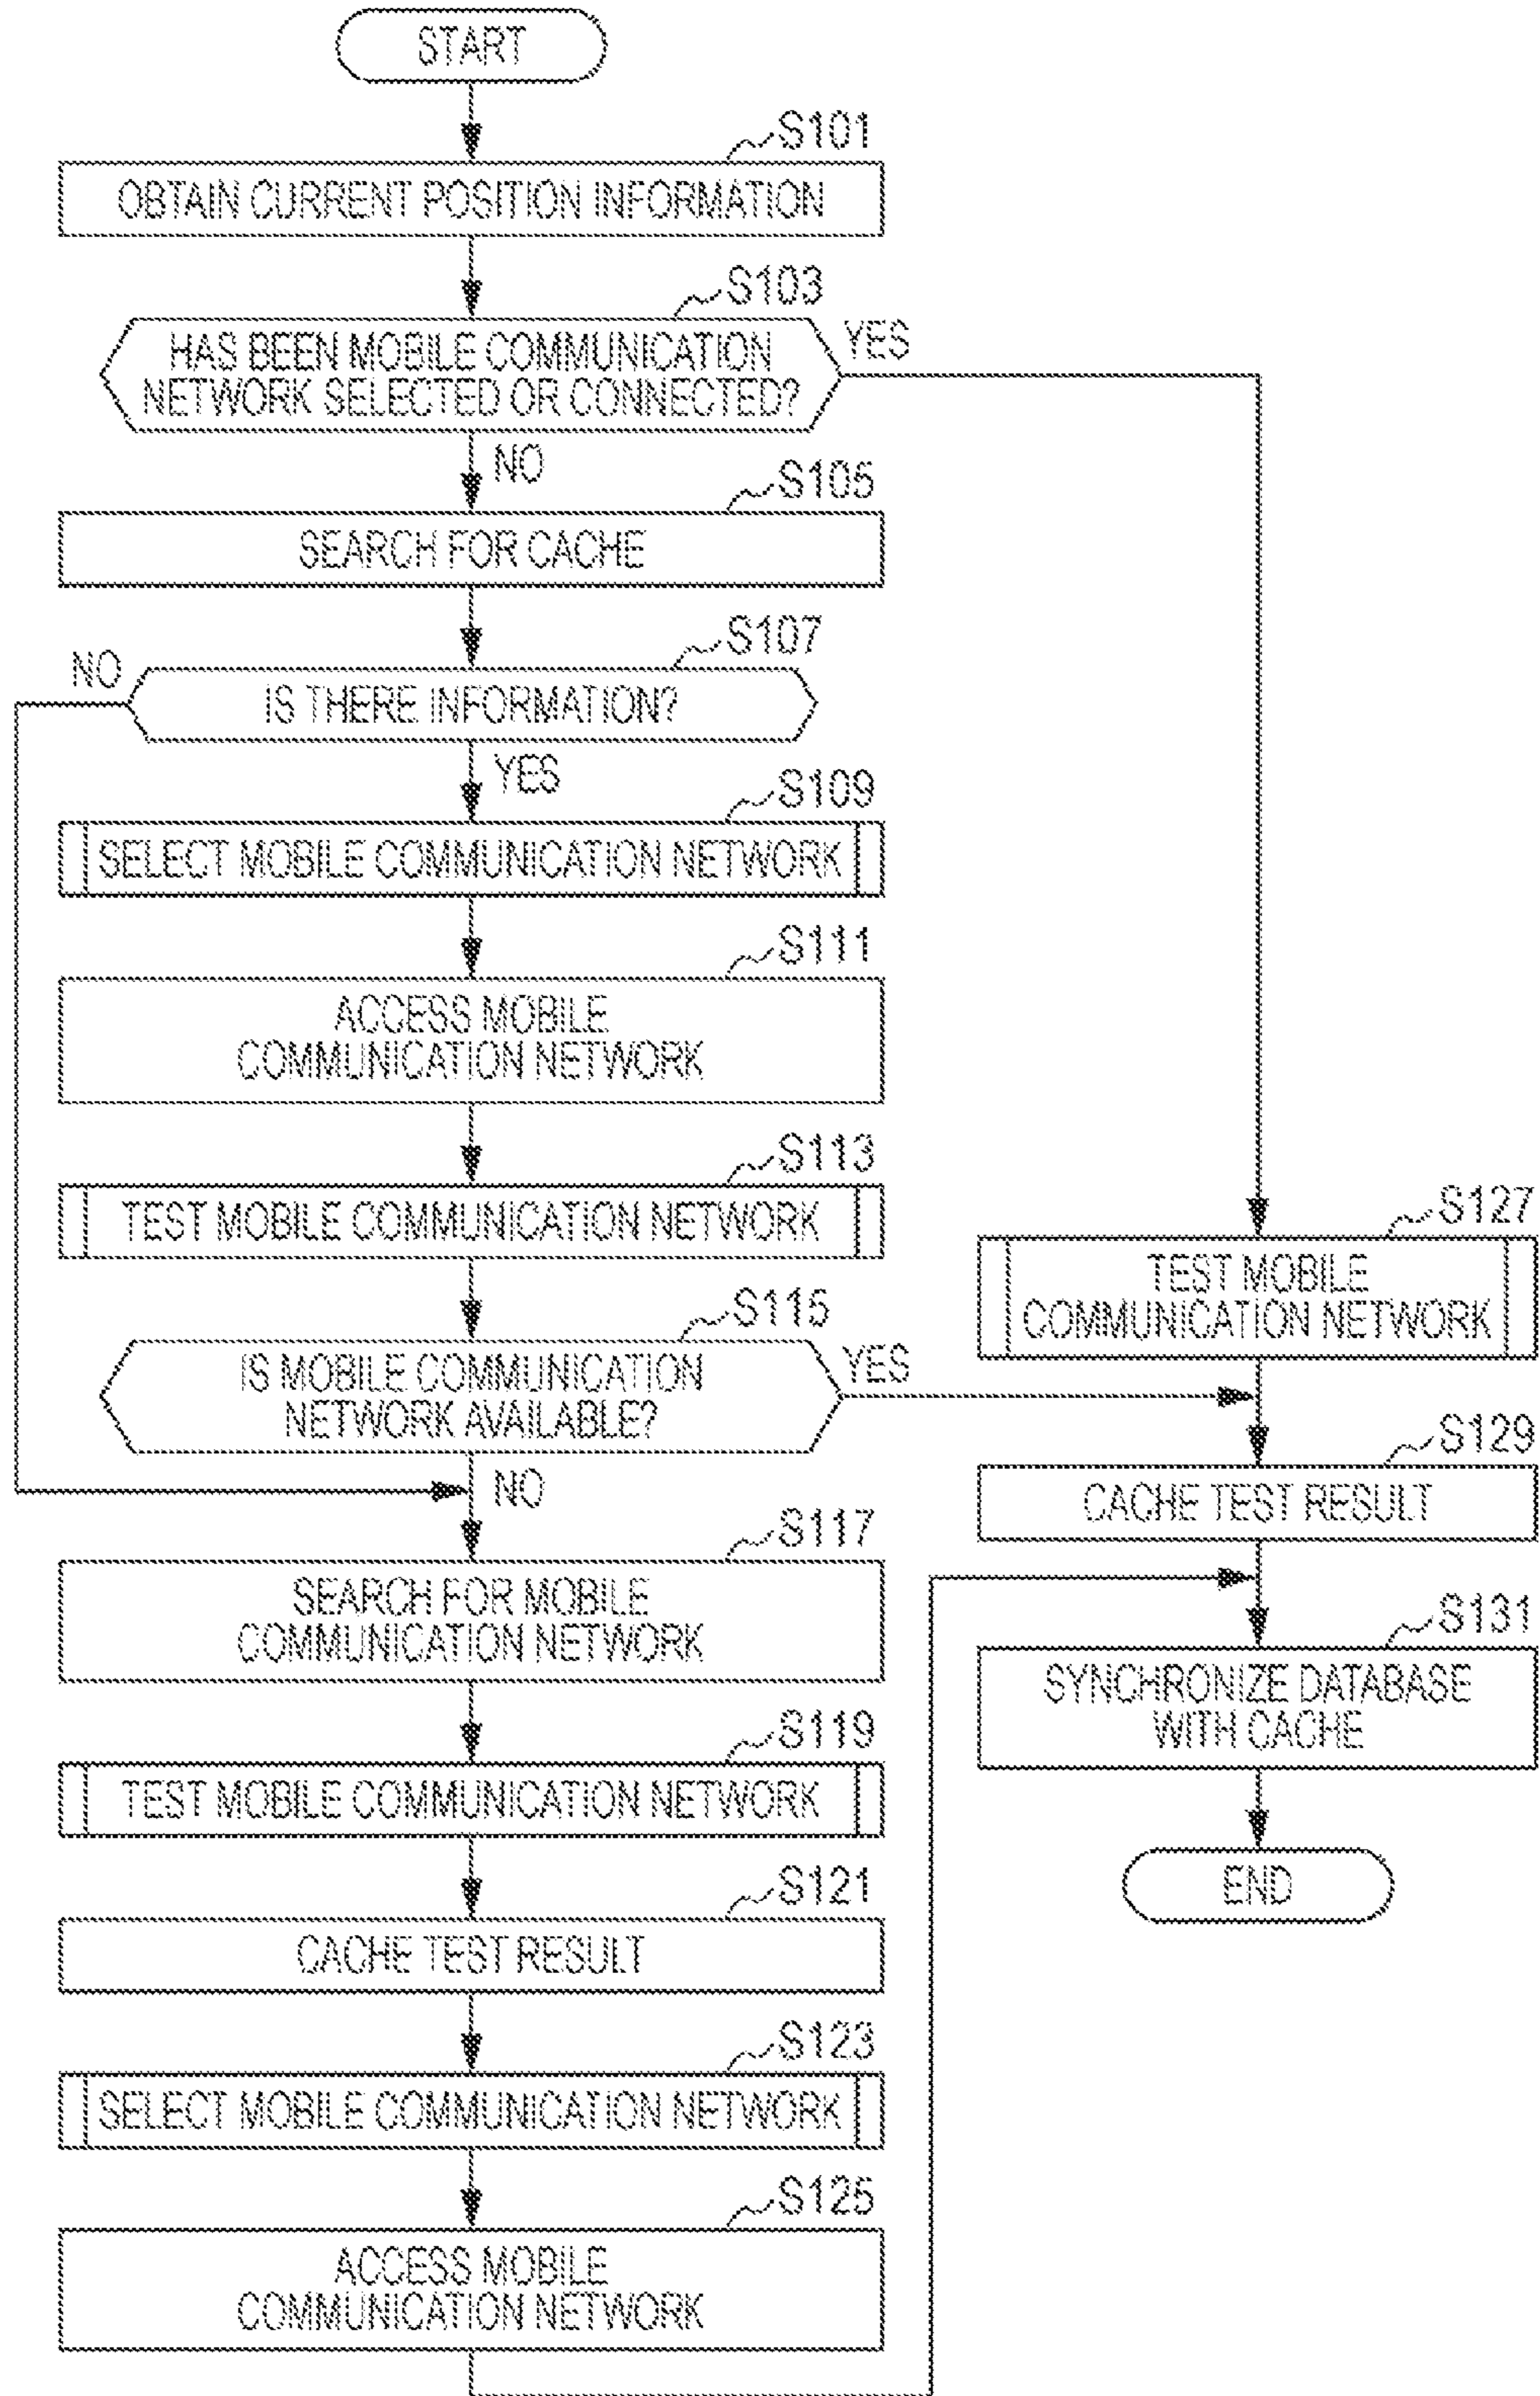 START
S101
OBTAIN CURRENT POSITION INFORMATION
S103
HAS BEEN MOBILE COMMUNICATION
NETWORK SELECTED OR CONNECTED?
YES
NO
S105
SEARCH FOR CACHE
S107
NO
IS THERE INFORMATION?
YES
S109
SELECT MOBILE COMMUNICATION NETWORK
S111
ACCESS MOBILE
COMMUNICATION NETWORK
S113
TEST MOBILE COMMUNICATION NETWORK
S115
IS MOBILE COMMUNICATION
NETWORK AVAILABLE?
YES
NO
S117
SEARCH FOR MOBILE
COMMUNICATION NETWORK
S119
TEST MOBILE COMMUNICATION NETWORK
S121
CACHE TEST RESULT
S123
SELECT MOBILE COMMUNICATION NETWORK
S125
ACCESS MOBILE
COMMUNICATION NETWORK
S127
TEST MOBILE
COMMUNICATION NETWORK
S129
CACHE TEST RESULT
S131
SYNCHRONIZE DATABASE
WITH CACHE
END